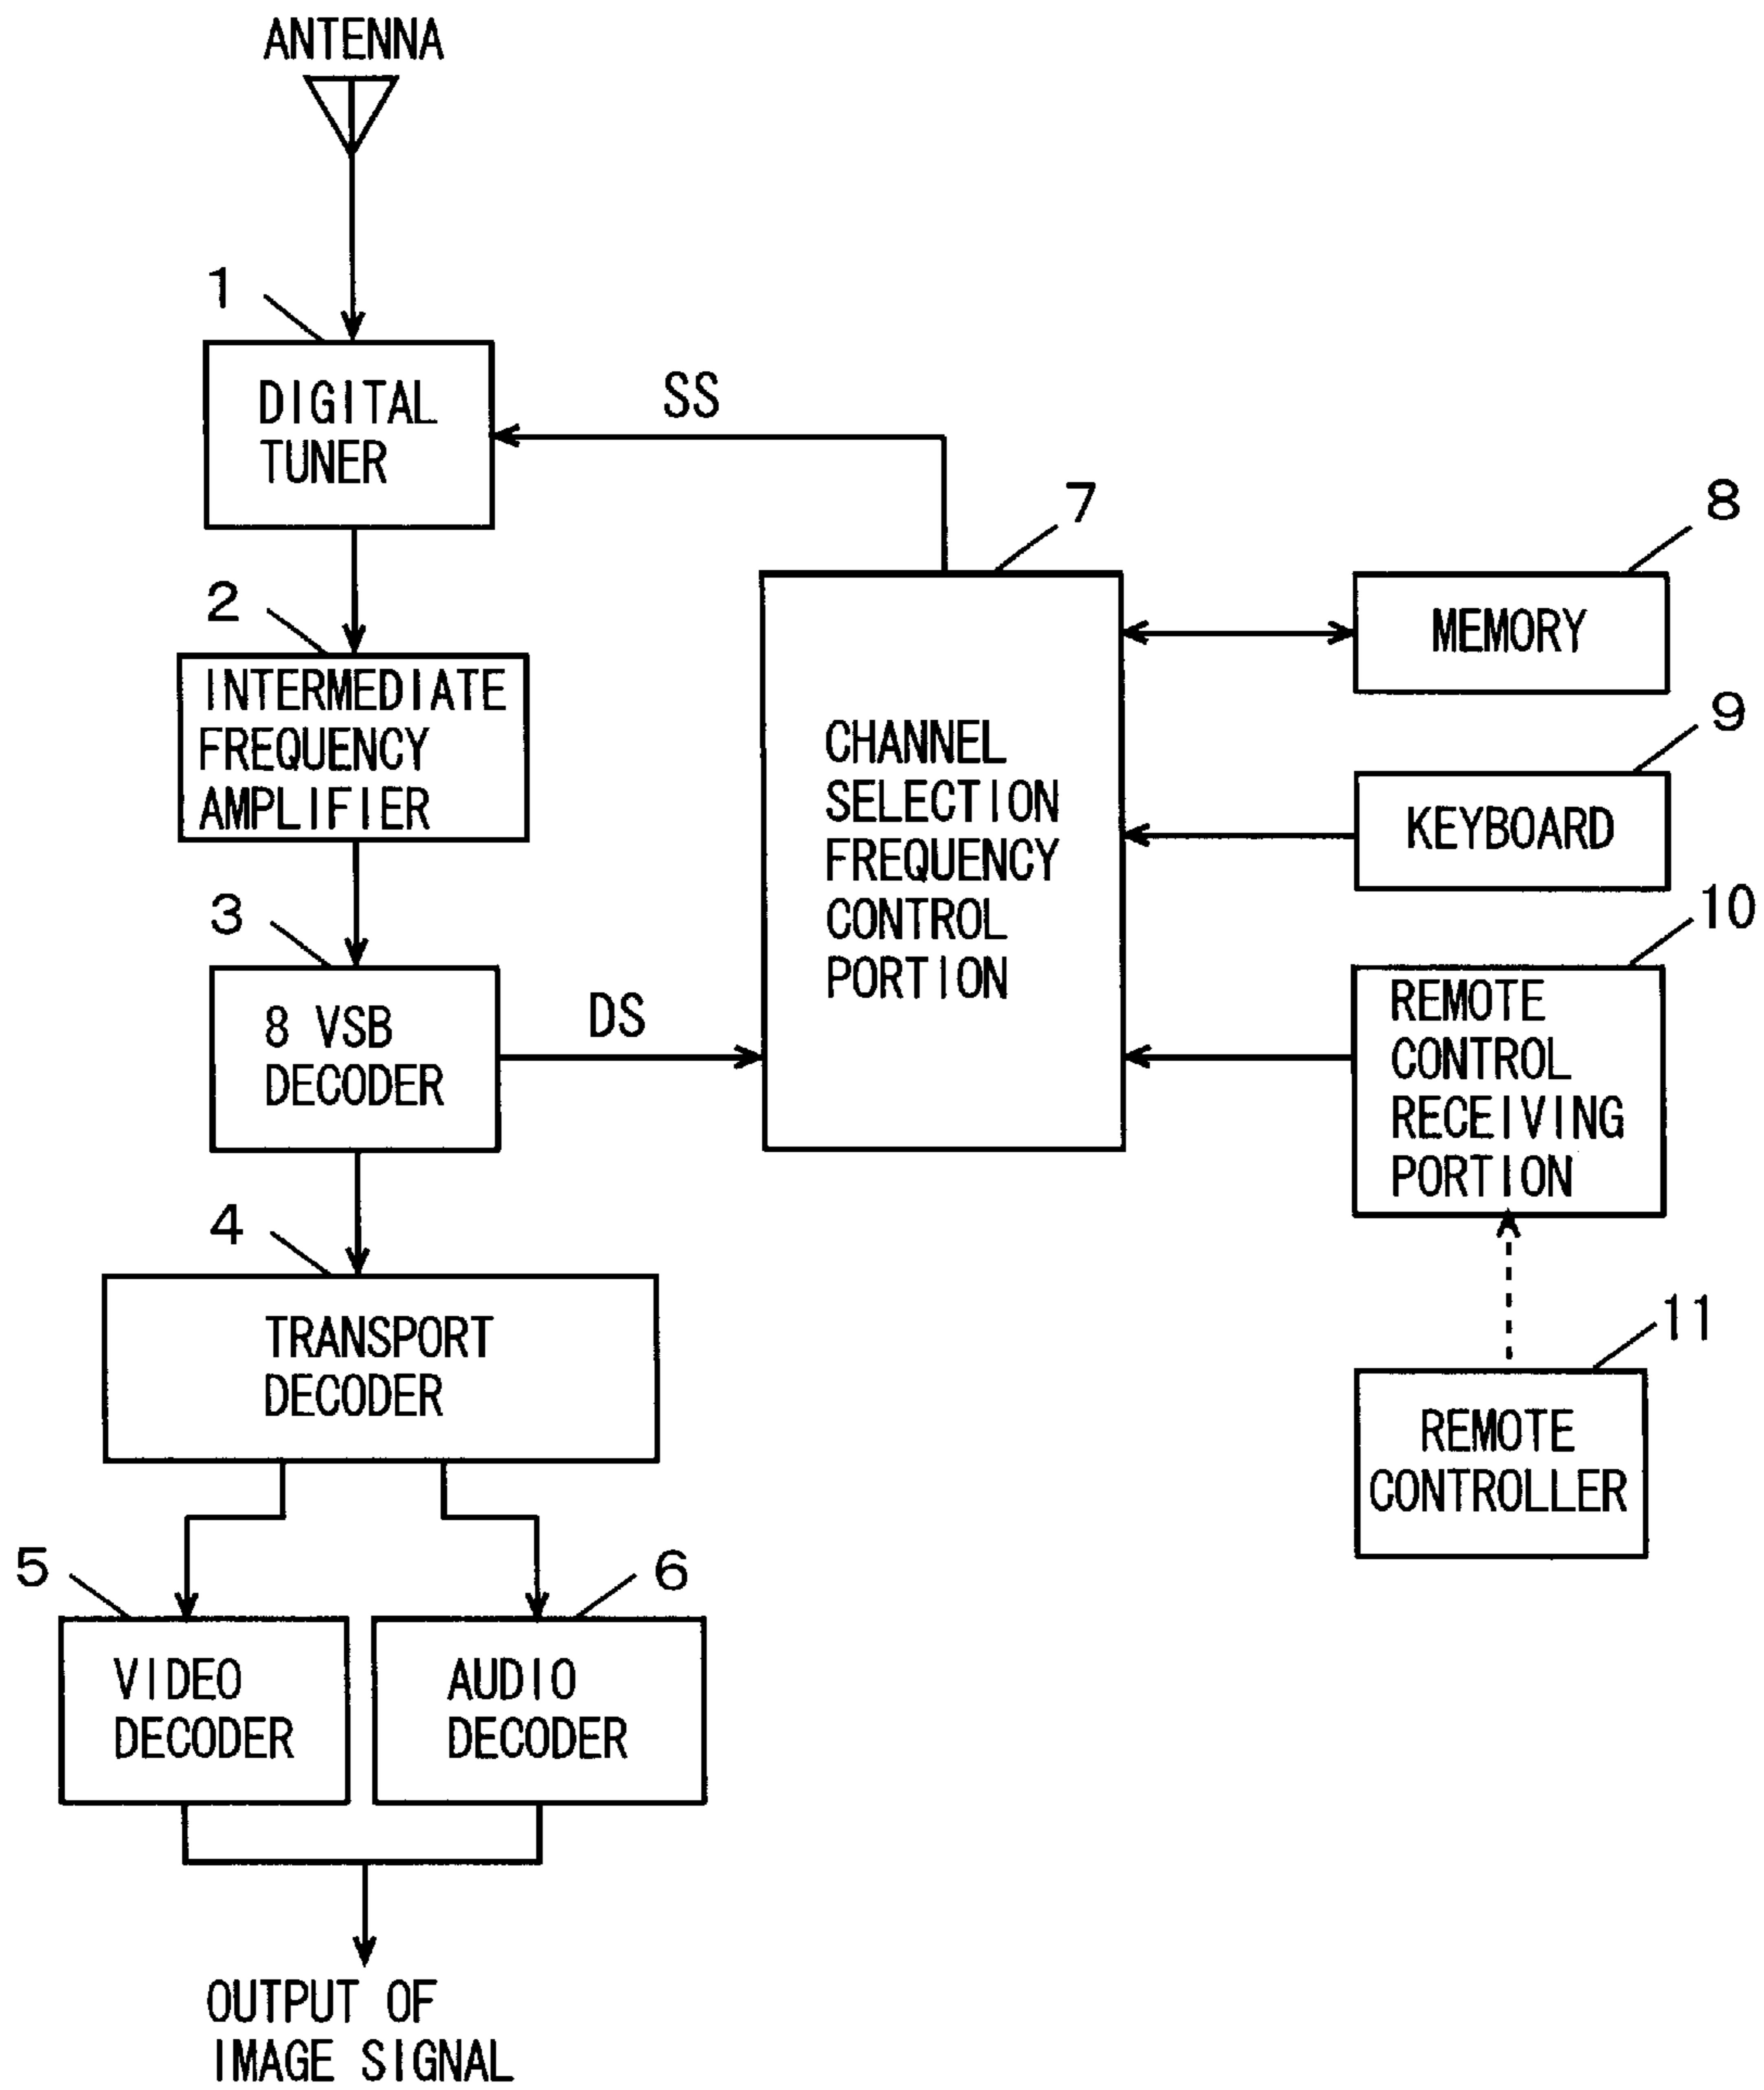 ANTENNA
1
DIGITAL
TUNER
SS
7
8
MEMORY
2
INTERMEDIATE
FREQUENCY
AMPLIFIER
CHANNEL
SELECTION
FREQUENCY
CONTROL
PORTION
9
KEYBOARD
3
8 VSB
DECODER
DS
10
REMOTE
CONTROL
RECEIVING
PORTION
4
TRANSPORT
DECODER
11
REMOTE
CONTROLLER
5
VIDEO
DECODER
6
AUDIO
DECODER
OUTPUT OF
IMAGE SIGNAL